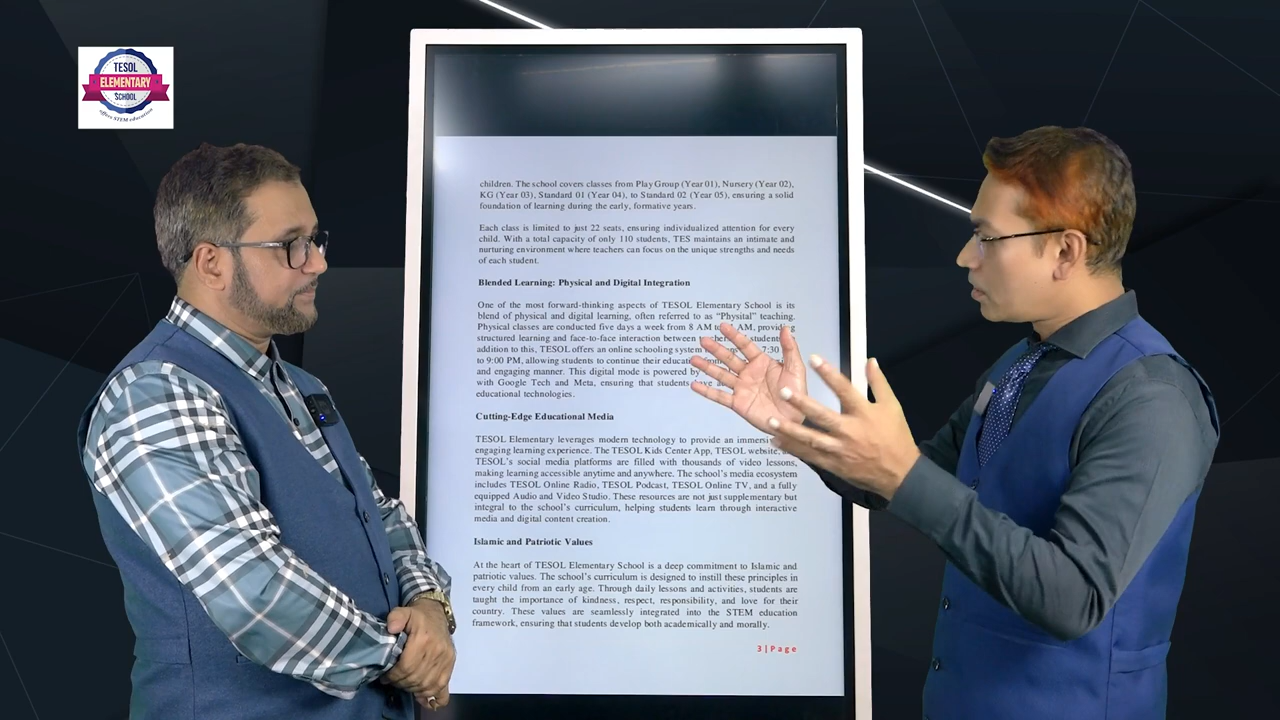 TESOL
ELEMENTARY
SCHOOL
offers STEM education
children. The school covers classes from Play Group (Year 01), Nursery (Year 02),
KG (Year 03), Standard 01 (Year 04), to Standard 02 (Year 05), ensuring a solid
foundation of learning during the early, formative years.
Each class is limited to just 22 seats, ensuring individualized attention for every
child. With a total capacity of only 110 students, TES maintains an intimate and
nurturing environment where teachers can focus on the unique strengths and needs
of each student.
Blended Learning: Physical and Digital Integration
One of the most forward-thinking aspects of TESOL Elementary School is its
blend of physical and digital learning, often referred to as “Physital” teaching.
Physical classes are conducted five days a week from 8 AM to AM, providing
structured learning and face-to-face interaction between students
addition to this, TESOL offers an online schooling system 7:30
to 9:00 PM, allowing students to continue their
and engaging manner. This digital mode is powered by
with Google Tech and Meta, ensuring that students have
educational technologies.
Cutting-Edge Educational Media
TESOL Elementary leverages modern technology to provide an
engaging learning experience. The TESOL Kids Center App, TESOL website,
TESOL’s social media platforms are filled with thousands of video lessons,
making learning accessible anytime and anywhere. The school’s media ecosystem
includes TESOL Online Radio, TESOL Podcast, TESOL Online TV, and a fully
equipped Audio and Video Studio. These resources are not just supplementary but
integral to the school’s curriculum, helping students learn through interactive
media and digital content creation.
Islamic and Patriotic Values
At the heart of TESOL Elementary School is a deep commitment to Islamic and
patriotic values. The school’s curriculum is designed to instill these principles in
every child from an early age. Through daily lessons and activities, students are
taught the importance of kindness, respect, responsibility, and love for their
country. These values are seamlessly integrated into the STEM education
framework, ensuring that students develop both academically and morally.
3 | Page